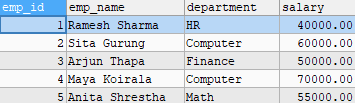 emp_id emp_name department salary
1 Ramesh Sharma HR 40000.00
2 Sita Gurung Computer 60000.00
3 Arjun Thapa Finance 50000.00
4 Maya Koirala Computer 70000.00
5 Anita Shrestha Math 55000.00